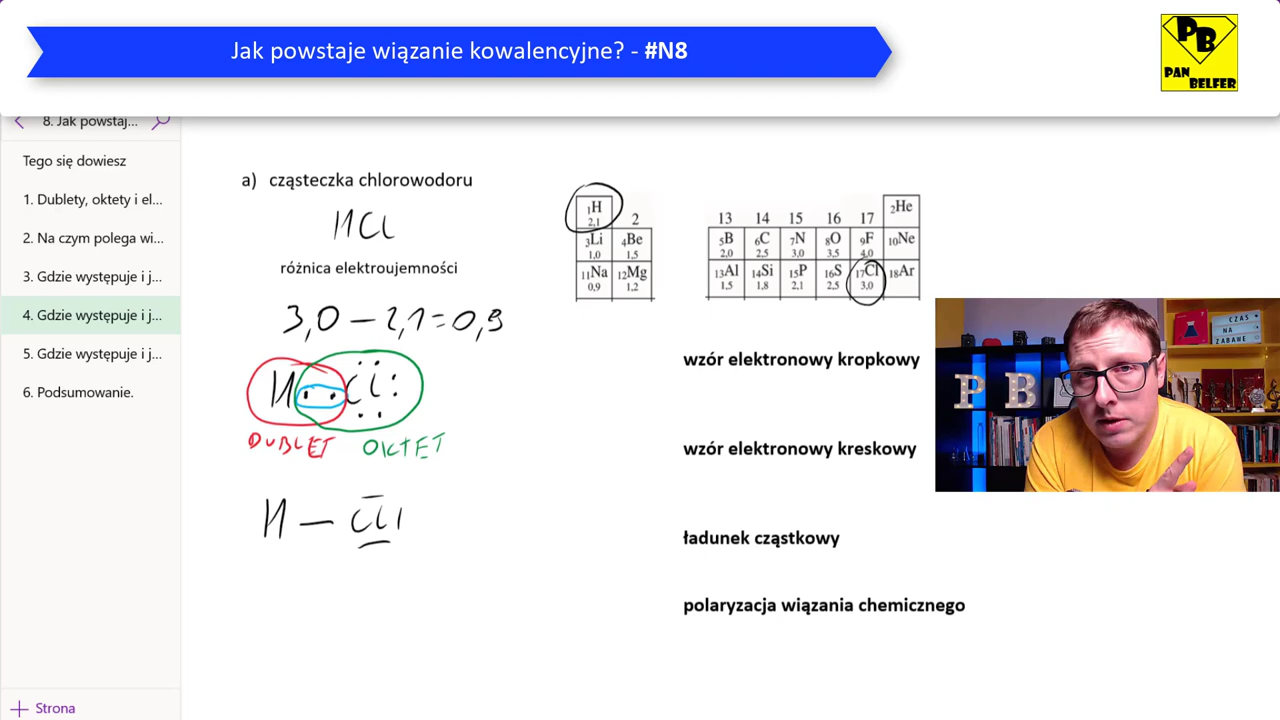 Jak powstaje wiązanie kowalencyjne? - #N8
PB
PAN
BELFER
8. Jak powstaj...
Tego się dowiesz
1. Dublety, oktety i el...
2. Na czym polega wi...
3. Gdzie występuje i j...
4. Gdzie występuje i j...
5. Gdzie występuje i j...
6. Podsumowanie.
Strona
a) cząsteczka chlorowodoru
HCl
różnica elektroujemności
3,0 – 2,1 = 0,9
H : Cl :
DUBLET OKTET
H – Cl
1H 2,1
2
13 14 15 16 17
2He
3Li 1,0 4Be 1,5
5B 2,0 6C 2,5 7N 3,0 8O 3,5 9F 4,0 10Ne
11Na 0,9 12Mg 1,2
13Al 1,5 14Si 1,8 15P 2,1 16S 2,5 17Cl 3,0 18Ar
wzór elektronowy kropkowy
wzór elektronowy kreskowy
ładunek cząstkowy
polaryzacja wiązania chemicznego
CZAS
NA
ZABAWE
P B